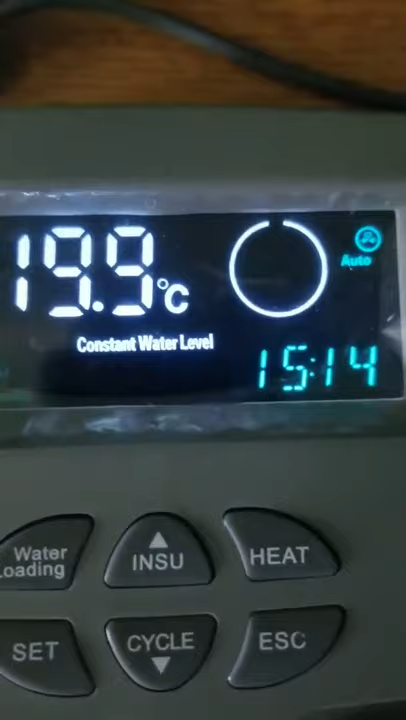 19.9°C
Auto
Constant Water Level
15:14
Water Loading
INSU
HEAT
SET
CYCLE
ESC